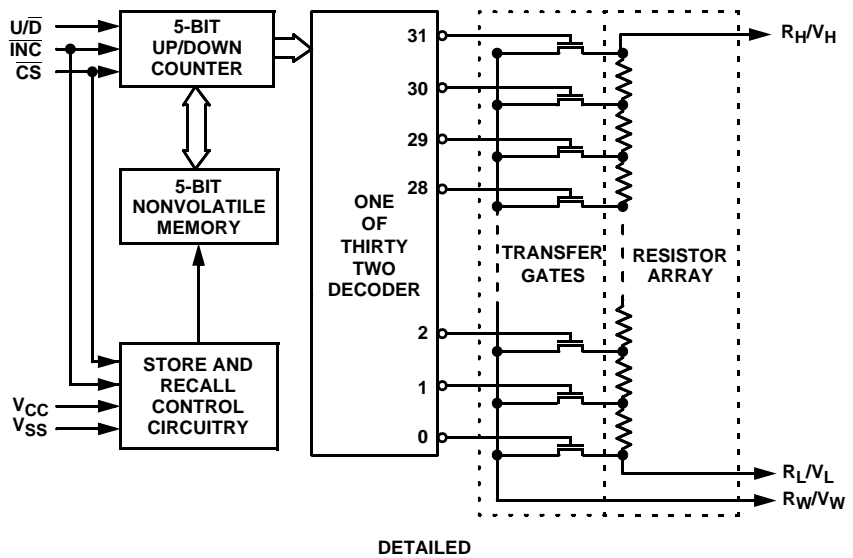 U/D̅
I̅N̅C̅
C̅S̅
5-BIT
UP/DOWN
COUNTER
5-BIT
NONVOLATILE
MEMORY
STORE AND
RECALL
CONTROL
CIRCUITRY
VCC
VSS
ONE
OF
THIRTY
TWO
DECODER
31
30
29
28
2
1
0
TRANSFER
GATES
RESISTOR
ARRAY
RH/VH
RL/VL
RW/VW
DETAILED